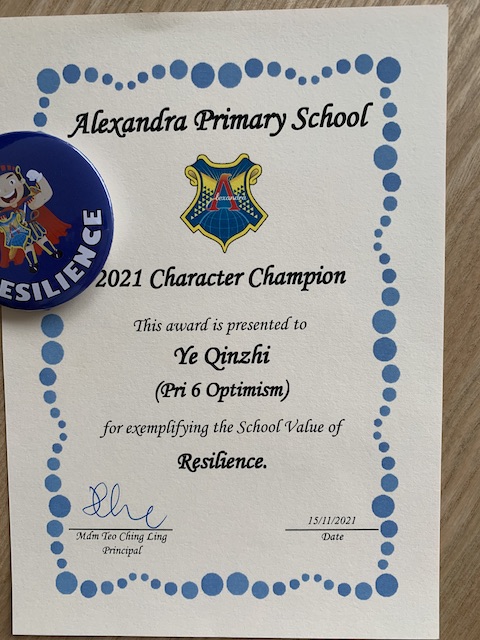 Alexandra Primary School
A
Alexandra
RESILIENCE
2021 Character Champion
This award is presented to
Ye Qinzhi
(Pri 6 Optimism)
for exemplifying the School Value of
Resilience.
15/11/2021
Mdm Teo Ching Ling
Date
Principal